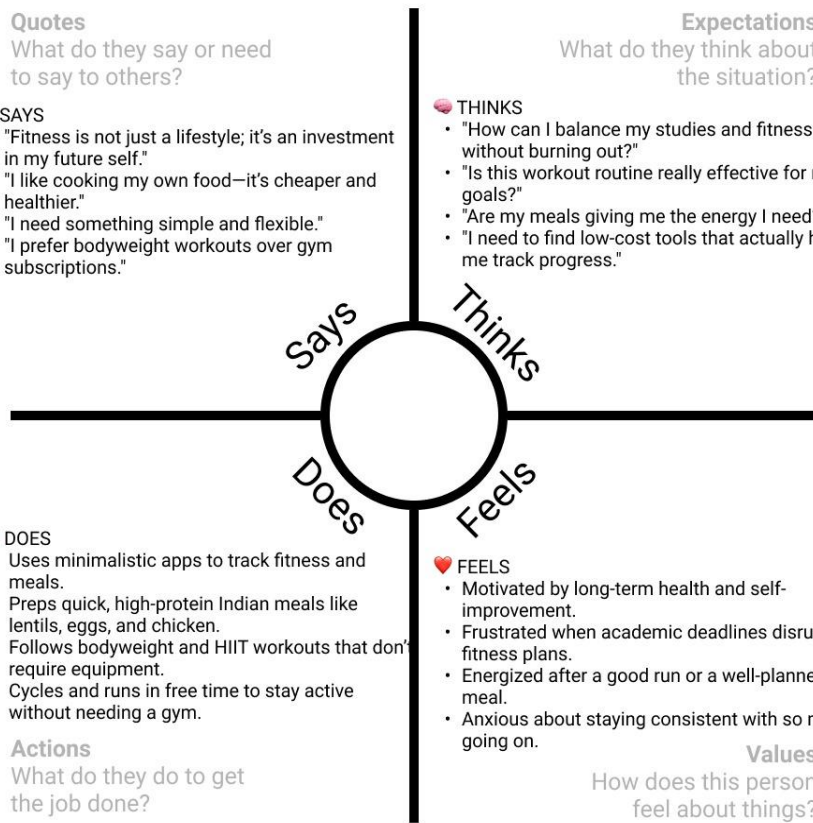 Quotes
What do they say or need
to say to others?
SAYS
"Fitness is not just a lifestyle; it's an investment
in my future self."
"I like cooking my own food—it's cheaper and
healthier."
"I need something simple and flexible."
"I prefer bodyweight workouts over gym
subscriptions."
Expectations
What do they think about
the situation?
🧠 THINKS
• "How can I balance my studies and fitness
without burning out?"
• "Is this workout routine really effective for
goals?"
• "Are my meals giving me the energy I need
• "I need to find low-cost tools that actually
me track progress."
Says
Thinks
Does
Feels
DOES
Uses minimalistic apps to track fitness and
meals.
Preps quick, high-protein Indian meals like
lentils, eggs, and chicken.
Follows bodyweight and HIIT workouts that don't
require equipment.
Cycles and runs in free time to stay active
without needing a gym.
Actions
What do they do to get
the job done?
❤️ FEELS
• Motivated by long-term health and self-
improvement.
• Frustrated when academic deadlines
fitness plans.
• Energized after a good run or a
meal.
• Anxious about staying consistent with so
going on.
Values
How does this person
feel about things?